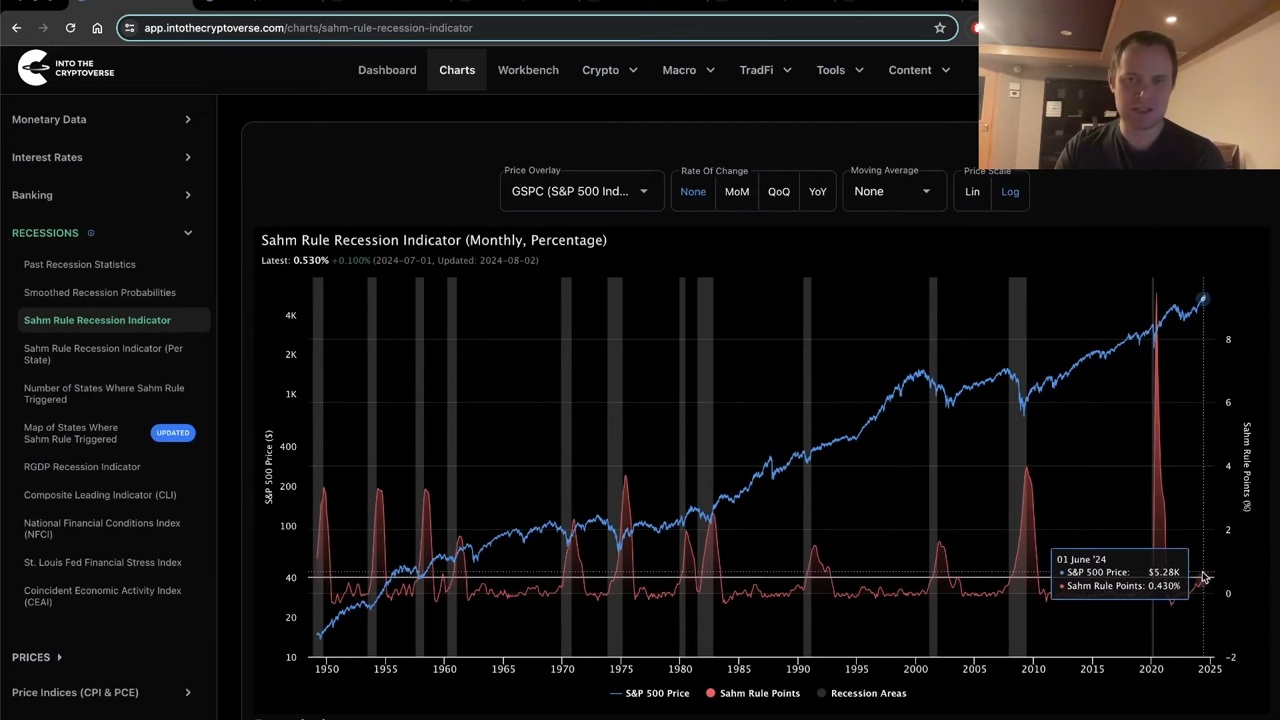 app.intothecryptoverse.com/charts/sahm-rule-recession-indicator
INTO THE
CRYPTOVERSE
Dashboard
Charts
Workbench
Crypto
Macro
TradFi
Tools
Content
Monetary Data
Interest Rates
Banking
RECESSIONS
Past Recession Statistics
Smoothed Recession Probabilities
Sahm Rule Recession Indicator
Sahm Rule Recession Indicator (Per
State)
Number of States Where Sahm Rule
Triggered
Map of States Where
Sahm Rule Triggered
UPDATED
RGDP Recession Indicator
Composite Leading Indicator (CLI)
National Financial Conditions Index
(NFCI)
St. Louis Fed Financial Stress Index
Coincident Economic Activity Index
(CEAI)
PRICES
Price Indices (CPI & PCE)
Price Overlay
GSPC (S&P 500 Ind...
Rate Of Change
None
MoM
QoQ
YoY
Moving Average
None
Price Scale
Lin
Log
Sahm Rule Recession Indicator (Monthly, Percentage)
Latest: 0.530% +0.100% (2024-07-01, Updated: 2024-08-02)
S&P 500 Price ($)
4K
2K
1K
400
200
100
40
20
10
8
6
4
2
0
-2
Sahm Rule Points (%)
01 June '24
S&P 500 Price: $5.28K
Sahm Rule Points: 0.430%
1950
1955
1960
1965
1970
1975
1980
1985
1990
1995
2000
2005
2010
2015
2020
2025
S&P 500 Price
Sahm Rule Points
Recession Areas